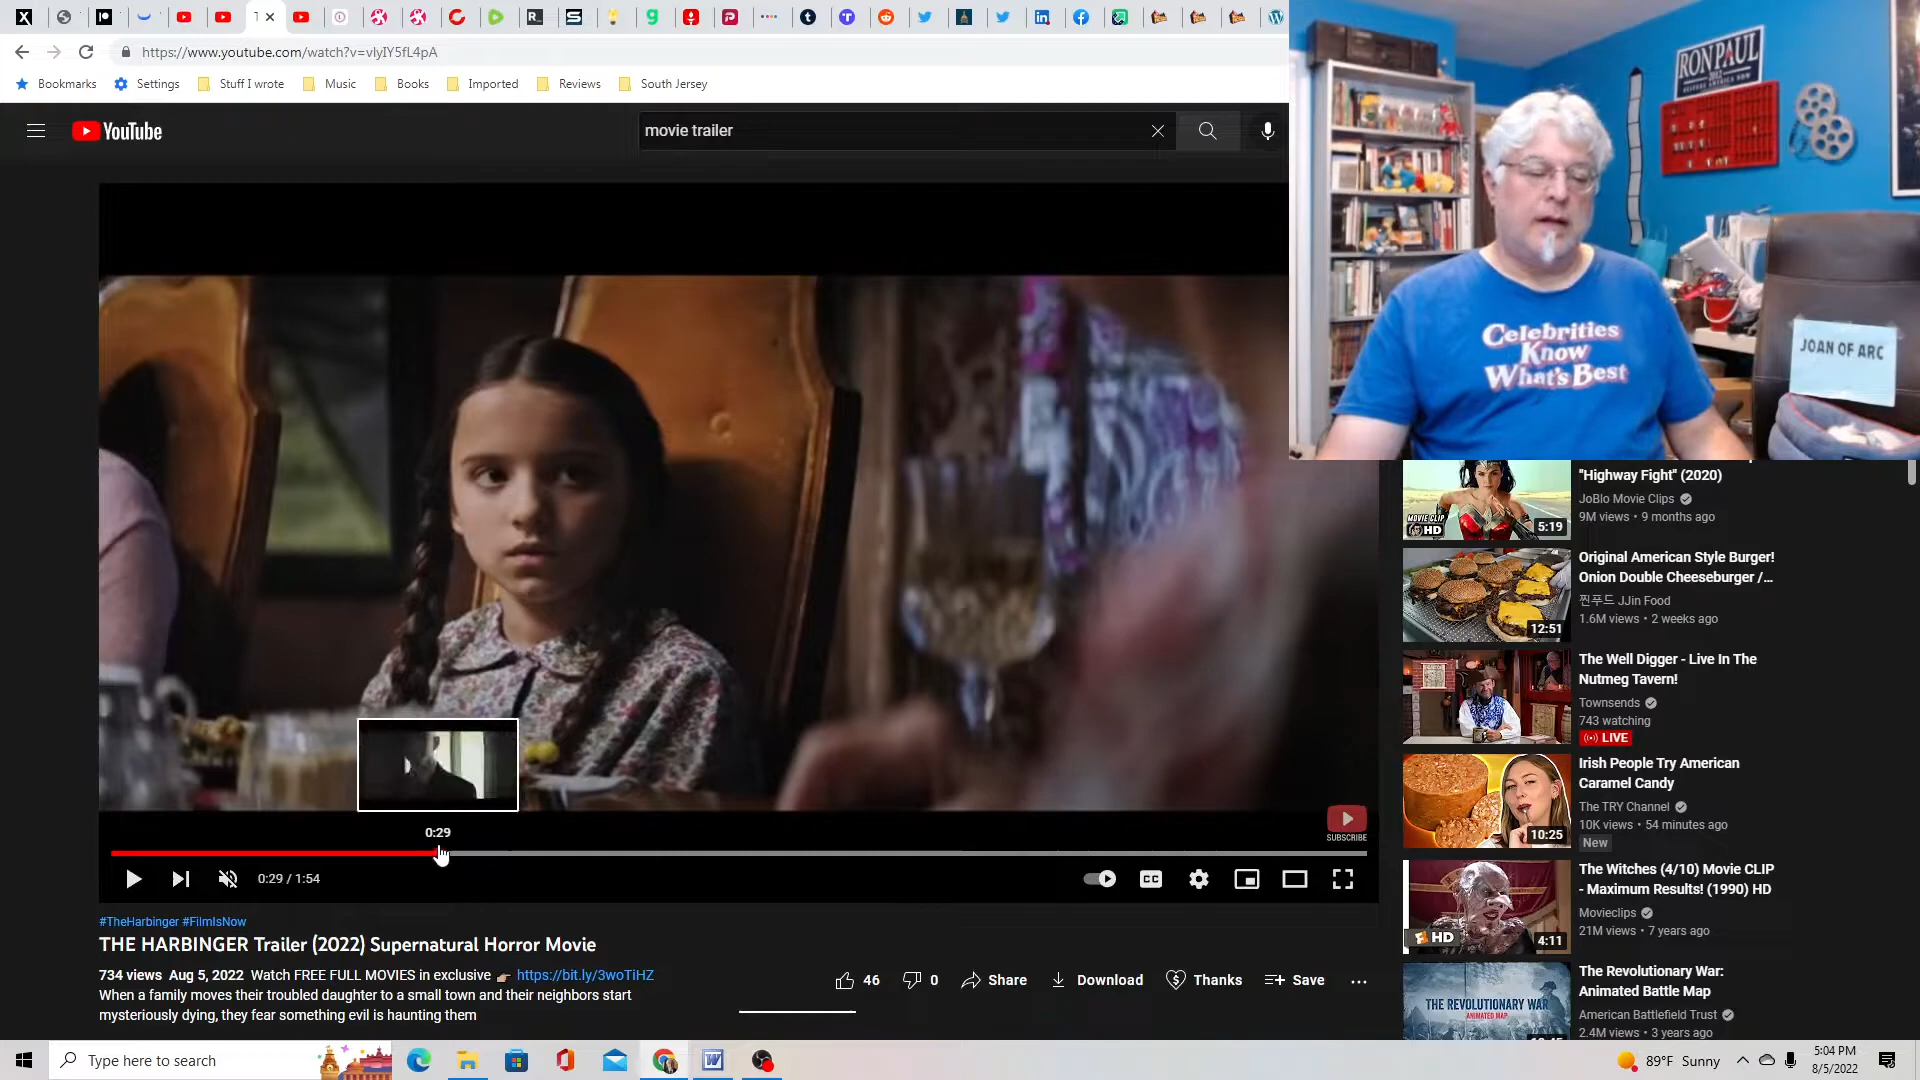 https://www.youtube.com/watch?v=vlyIY5fL4pA
Bookmarks
Settings
Stuff I wrote
Music
Books
Imported
Reviews
South Jersey
YouTube
movie trailer
RON PAUL
2012
Celebrities
Know
What's Best
JOAN OF ARC
0:29
SUBSCRIBE
0:29 / 1:54
CC
#TheHarbinger #FilmIsNow
THE HARBINGER Trailer (2022) Supernatural Horror Movie
734 views Aug 5, 2022 Watch FREE FULL MOVIES in exclusive 👉 https://bit.ly/3woTiHZ
When a family moves their troubled daughter to a small town and their neighbors start
mysteriously dying, they fear something evil is haunting them
46
0
Share
Download
Thanks
Save
"Highway Fight" (2020)
JoBlo Movie Clips
9M views • 9 months ago
MOVIE CLIP
HD
5:19
Original American Style Burger!
Onion Double Cheeseburger /...
찐푸드 JJin Food
1.6M views • 2 weeks ago
12:51
The Well Digger - Live In The
Nutmeg Tavern!
Townsends
743 watching
LIVE
Irish People Try American
Caramel Candy
The TRY Channel
10K views • 54 minutes ago
New
10:25
The Witches (4/10) Movie CLIP
- Maximum Results! (1990) HD
Movieclips
21M views • 7 years ago
HD
4:11
The Revolutionary War:
Animated Battle Map
American Battlefield Trust
2.4M views • 3 years ago
THE REVOLUTIONARY WAR
ANIMATED MAP
Type here to search
89°F Sunny
5:04 PM
8/5/2022